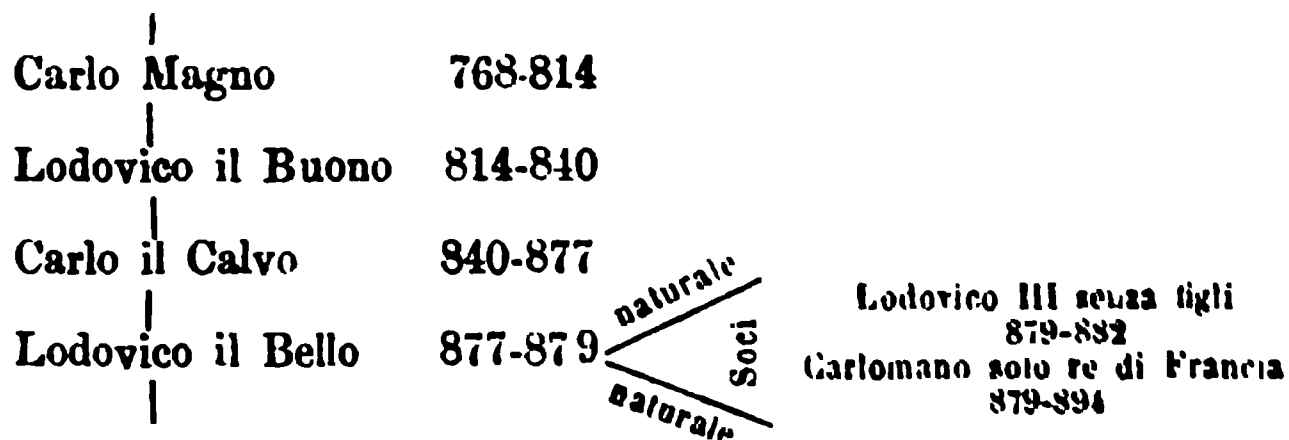 Carlo Magno 768-814
Lodovico il Buono 814-840
Carlo il Calvo 840-877
Lodovico il Bello 877-879
naturale
Soci
naturale
Lodovico III senza figli
879-882
Carlomano solo re di Francia
879-894